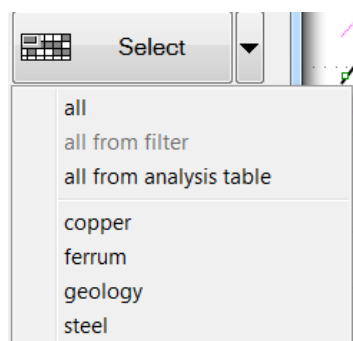 Select
all
all from filter
all from analysis table
copper
ferrum
geology
steel